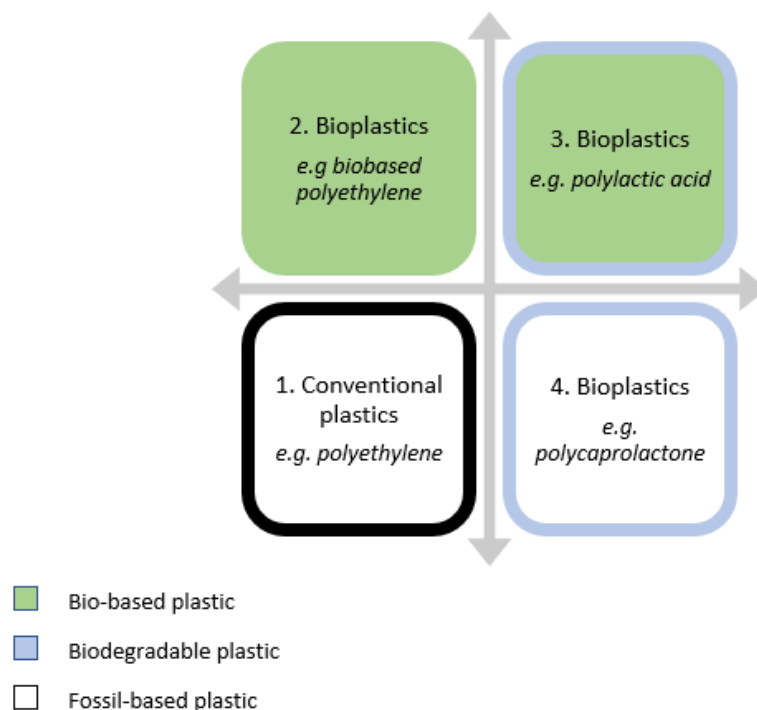 2. Bioplastics
e.g biobased
polyethylene
3. Bioplastics
e.g. polylactic acid
1. Conventional
plastics
e.g. polyethylene
4. Bioplastics
e.g.
polycaprolactone
Bio-based plastic
Biodegradable plastic
Fossil-based plastic